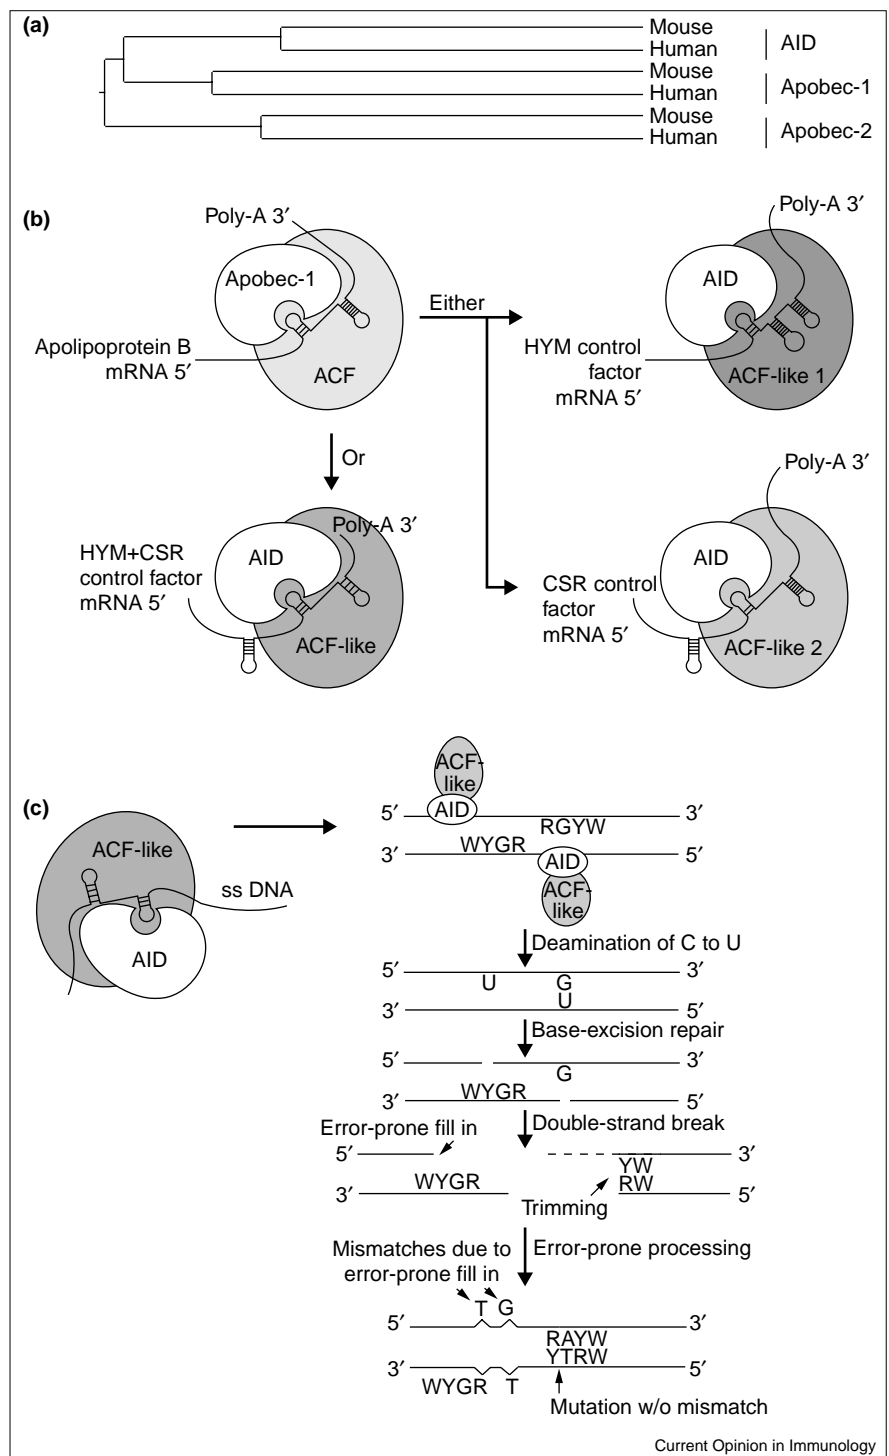 (a)
Mouse
Human
AID
Mouse
Human
Apobec-1
Mouse
Human
Apobec-2
(b)
Poly-A 3′
Apobec-1
Apolipoprotein B
mRNA 5′
ACF
Either
Poly-A 3′
AID
HYM control
factor
mRNA 5′
ACF-like 1
Or
Poly-A 3′
HYM+CSR
control factor
mRNA 5′
AID
ACF-like
Poly-A 3′
AID
CSR control
factor
mRNA 5′
ACF-like 2
(c)
ACF-like
ss DNA
AID
ACF-
like
5′ AID 3′
RGYW
WYGR
3′ AID 5′
ACF-
like
Deamination of C to U
5′ 3′
U G
U
3′ 5′
Base-excision repair
5′ 3′
G
WYGR
3′ 5′
Double-strand break
Error-prone fill in
5′ 3′
YW
WYGR RW
3′ 5′
Trimming
Error-prone processing
Mismatches due to
error-prone fill in
T G
5′ 3′
RAYW
YTRW
3′ 5′
WYGR T
Mutation w/o mismatch
Current Opinion in Immunology